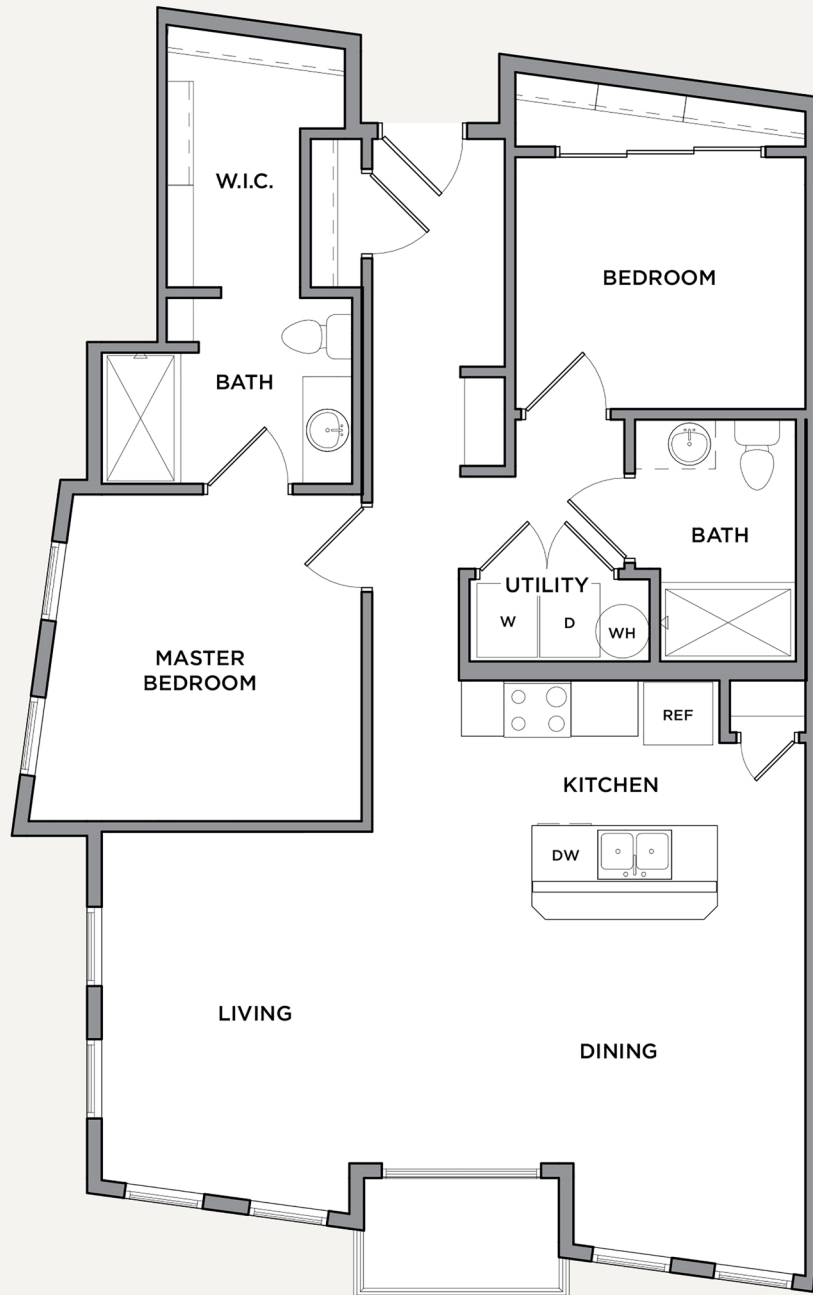 W.I.C.
BEDROOM
BATH
BATH
UTILITY
W
D
WH
MASTER
BEDROOM
REF
KITCHEN
DW
LIVING
DINING